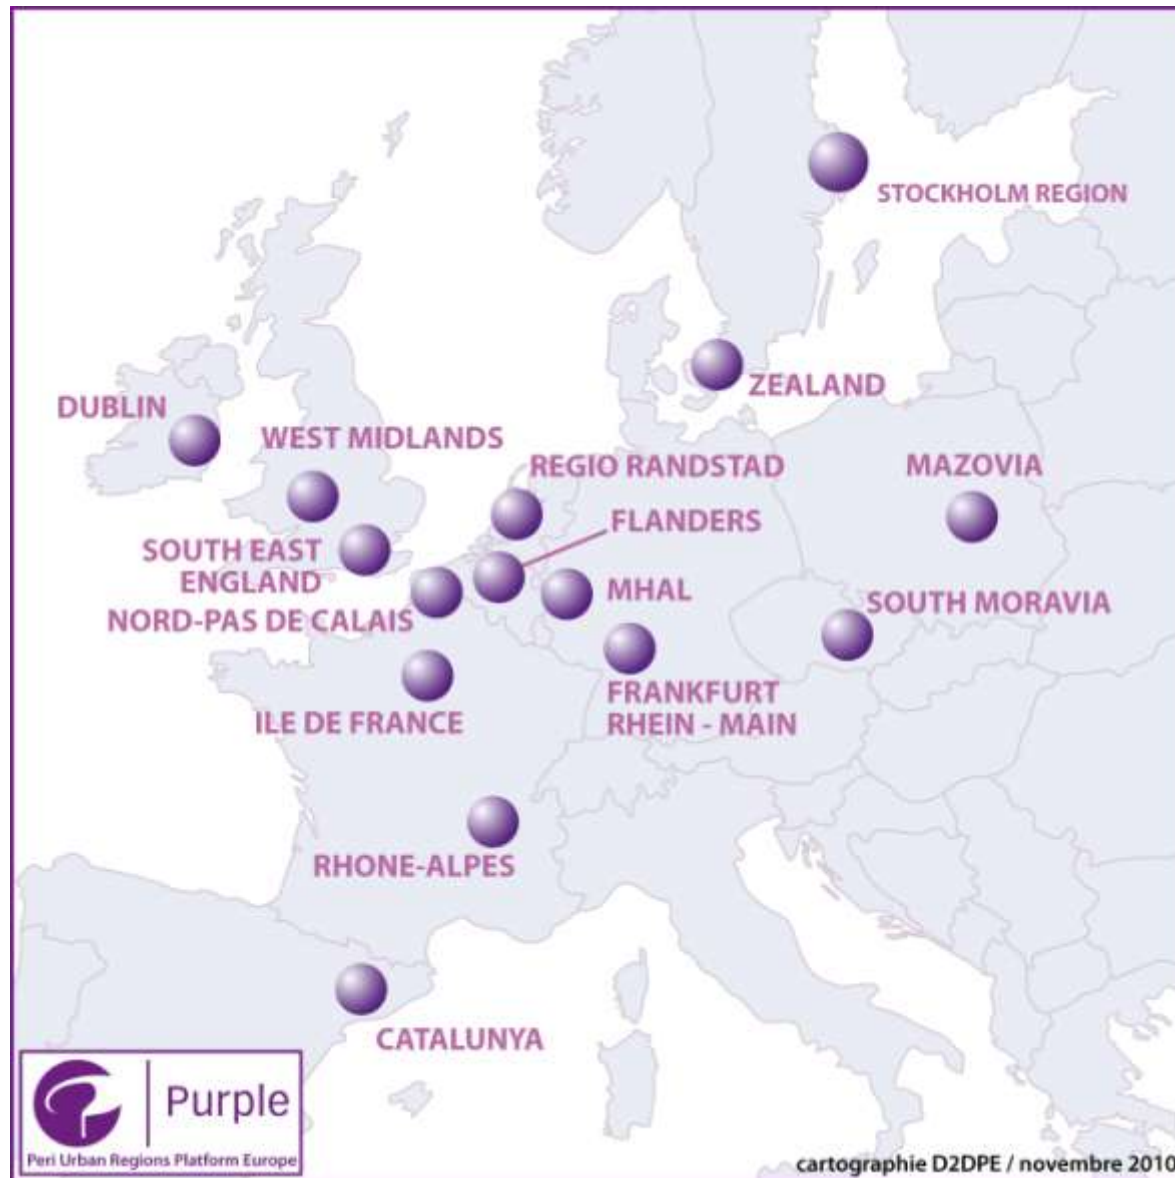 STOCKHOLM REGION
ZEALAND
DUBLIN
WEST MIDLANDS
REGIO RANDSTAD
MAZOVIA
FLANDERS
SOUTH EAST
ENGLAND
MHAL
SOUTH MORAVIA
NORD-PAS DE CALAIS
FRANKFURT
RHEIN - MAIN
ILE DE FRANCE
RHONE-ALPES
CATALUNYA
Purple
Peri Urban Regions Platform Europe
cartographie D2DPE / novembre 2010